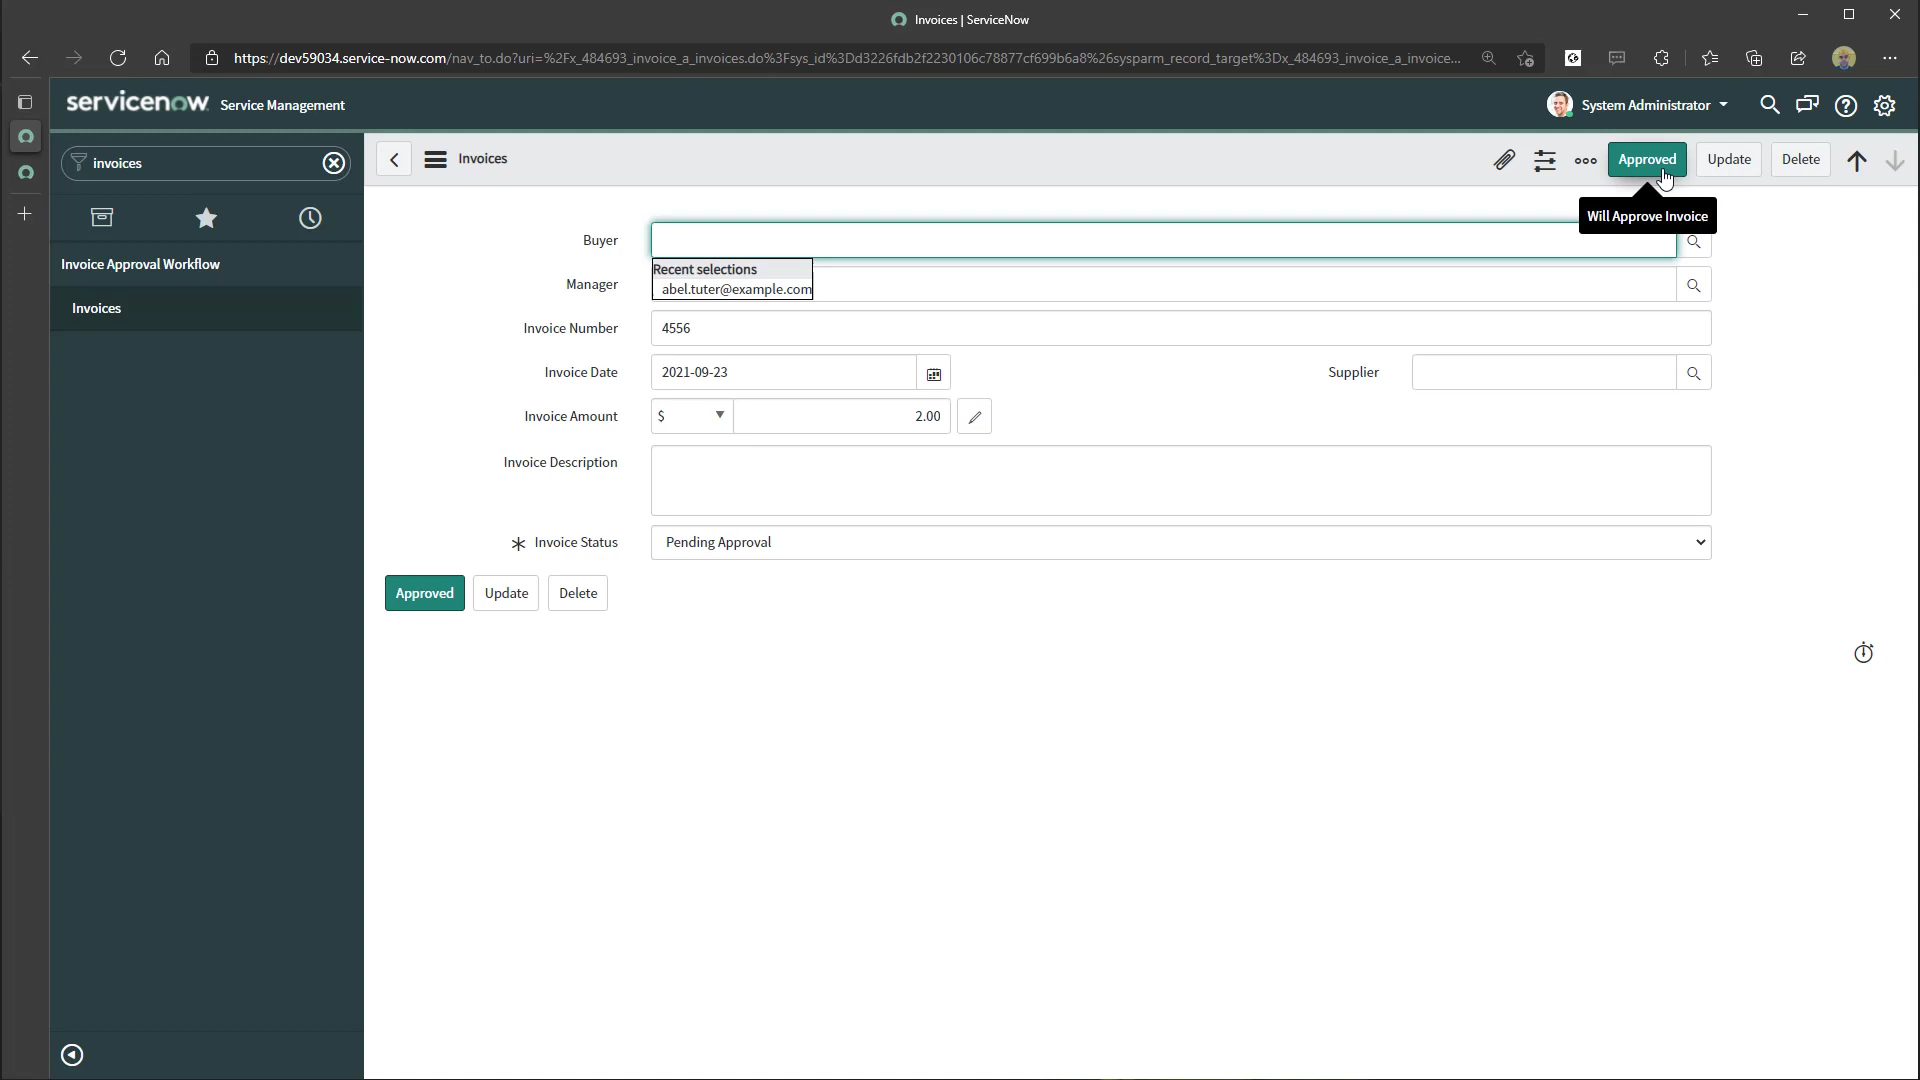 Invoices | ServiceNow
https://dev59034.service-now.com/nav_to.do?uri=%2Fx_484693_invoice_a_invoices.do%3Fsys_id%3Dd3226fdb2f2230106c78877cf699b6a8%26sysparm_record_target%3Dx_484693_invoice_a_invoice...
servicenow Service Management
System Administrator
invoices
Invoices
Approved
Update
Delete
Will Approve Invoice
Invoice Approval Workflow
Invoices
Buyer
Recent selections
abel.tuter@example.com
Manager
Invoice Number 4556
Invoice Date 2021-09-23
Supplier
Invoice Amount $ 2.00
Invoice Description
Invoice Status Pending Approval
Approved Update Delete